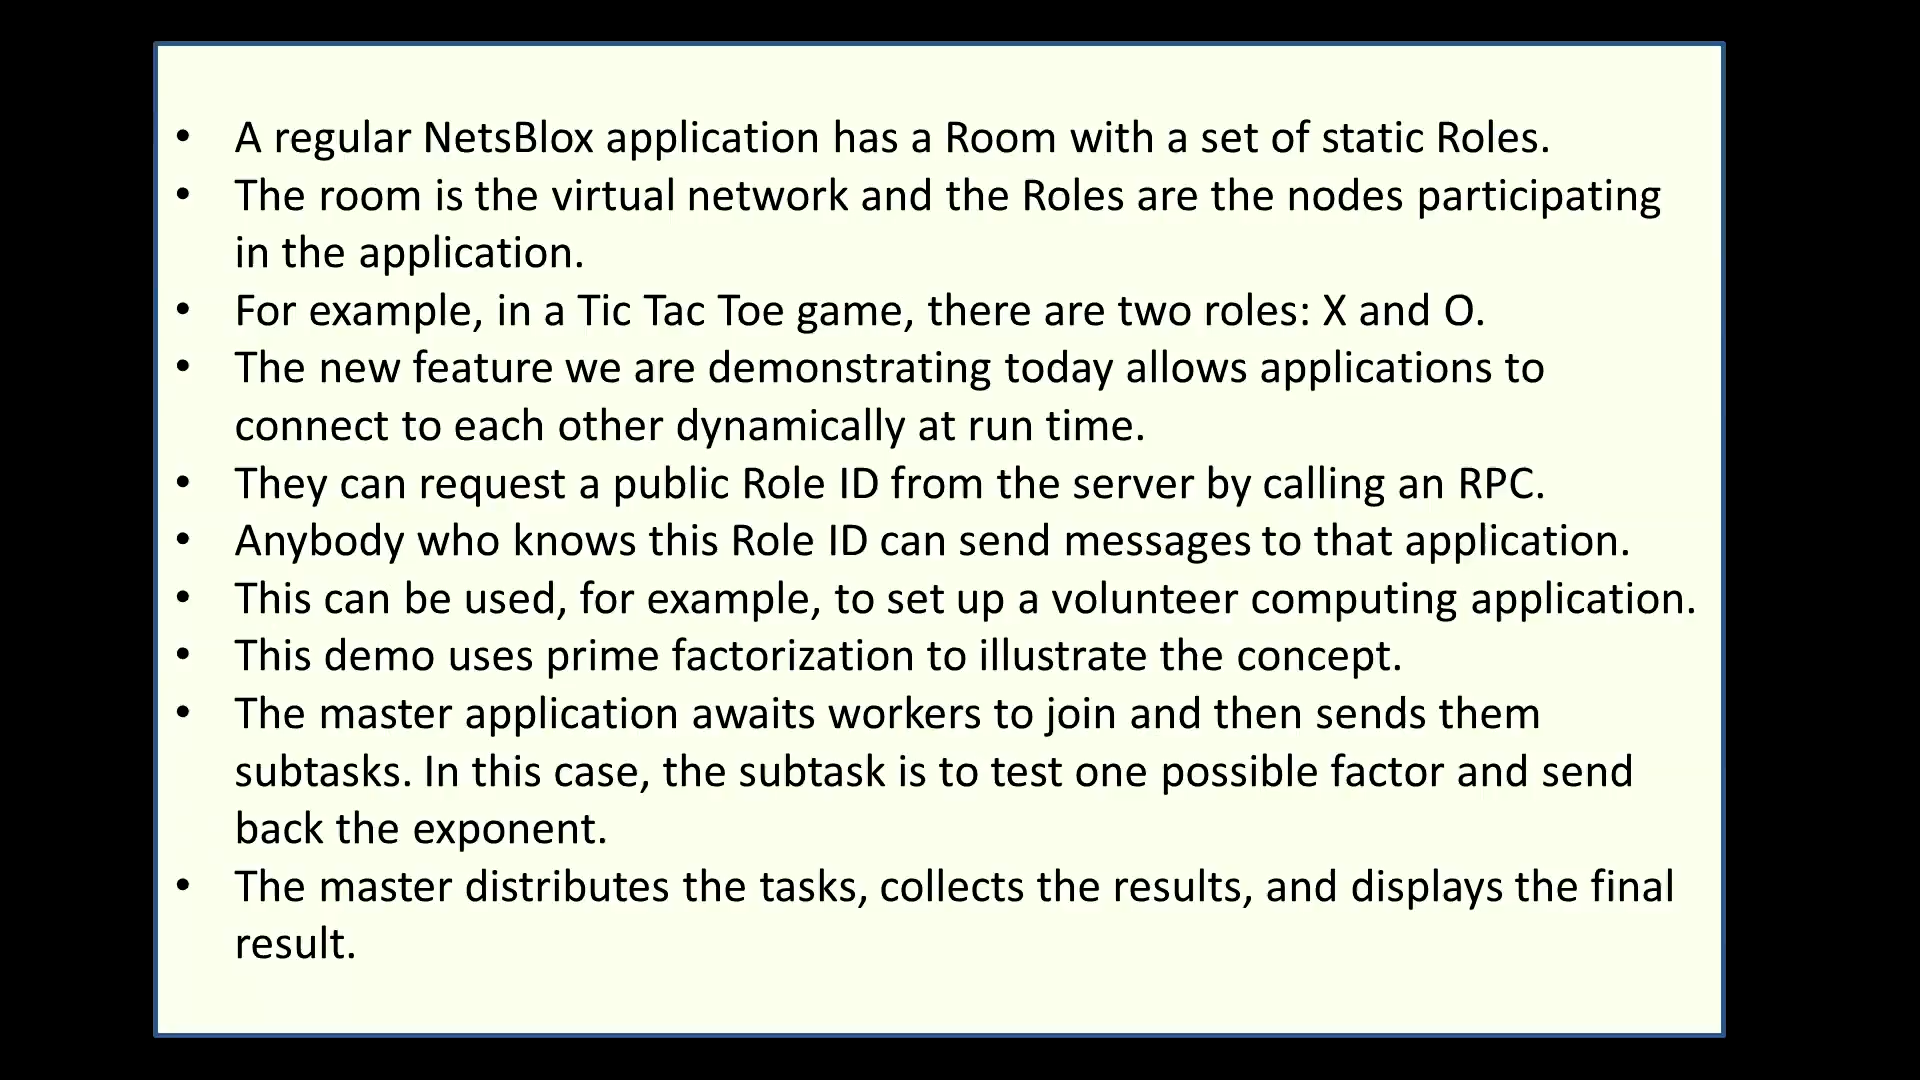 • A regular NetsBlox application has a Room with a set of static Roles.
• The room is the virtual network and the Roles are the nodes participating
in the application.
• For example, in a Tic Tac Toe game, there are two roles: X and O.
• The new feature we are demonstrating today allows applications to
connect to each other dynamically at run time.
• They can request a public Role ID from the server by calling an RPC.
• Anybody who knows this Role ID can send messages to that application.
• This can be used, for example, to set up a volunteer computing application.
• This demo uses prime factorization to illustrate the concept.
• The master application awaits workers to join and then sends them
subtasks. In this case, the subtask is to test one possible factor and send
back the exponent.
• The master distributes the tasks, collects the results, and displays the final
result.